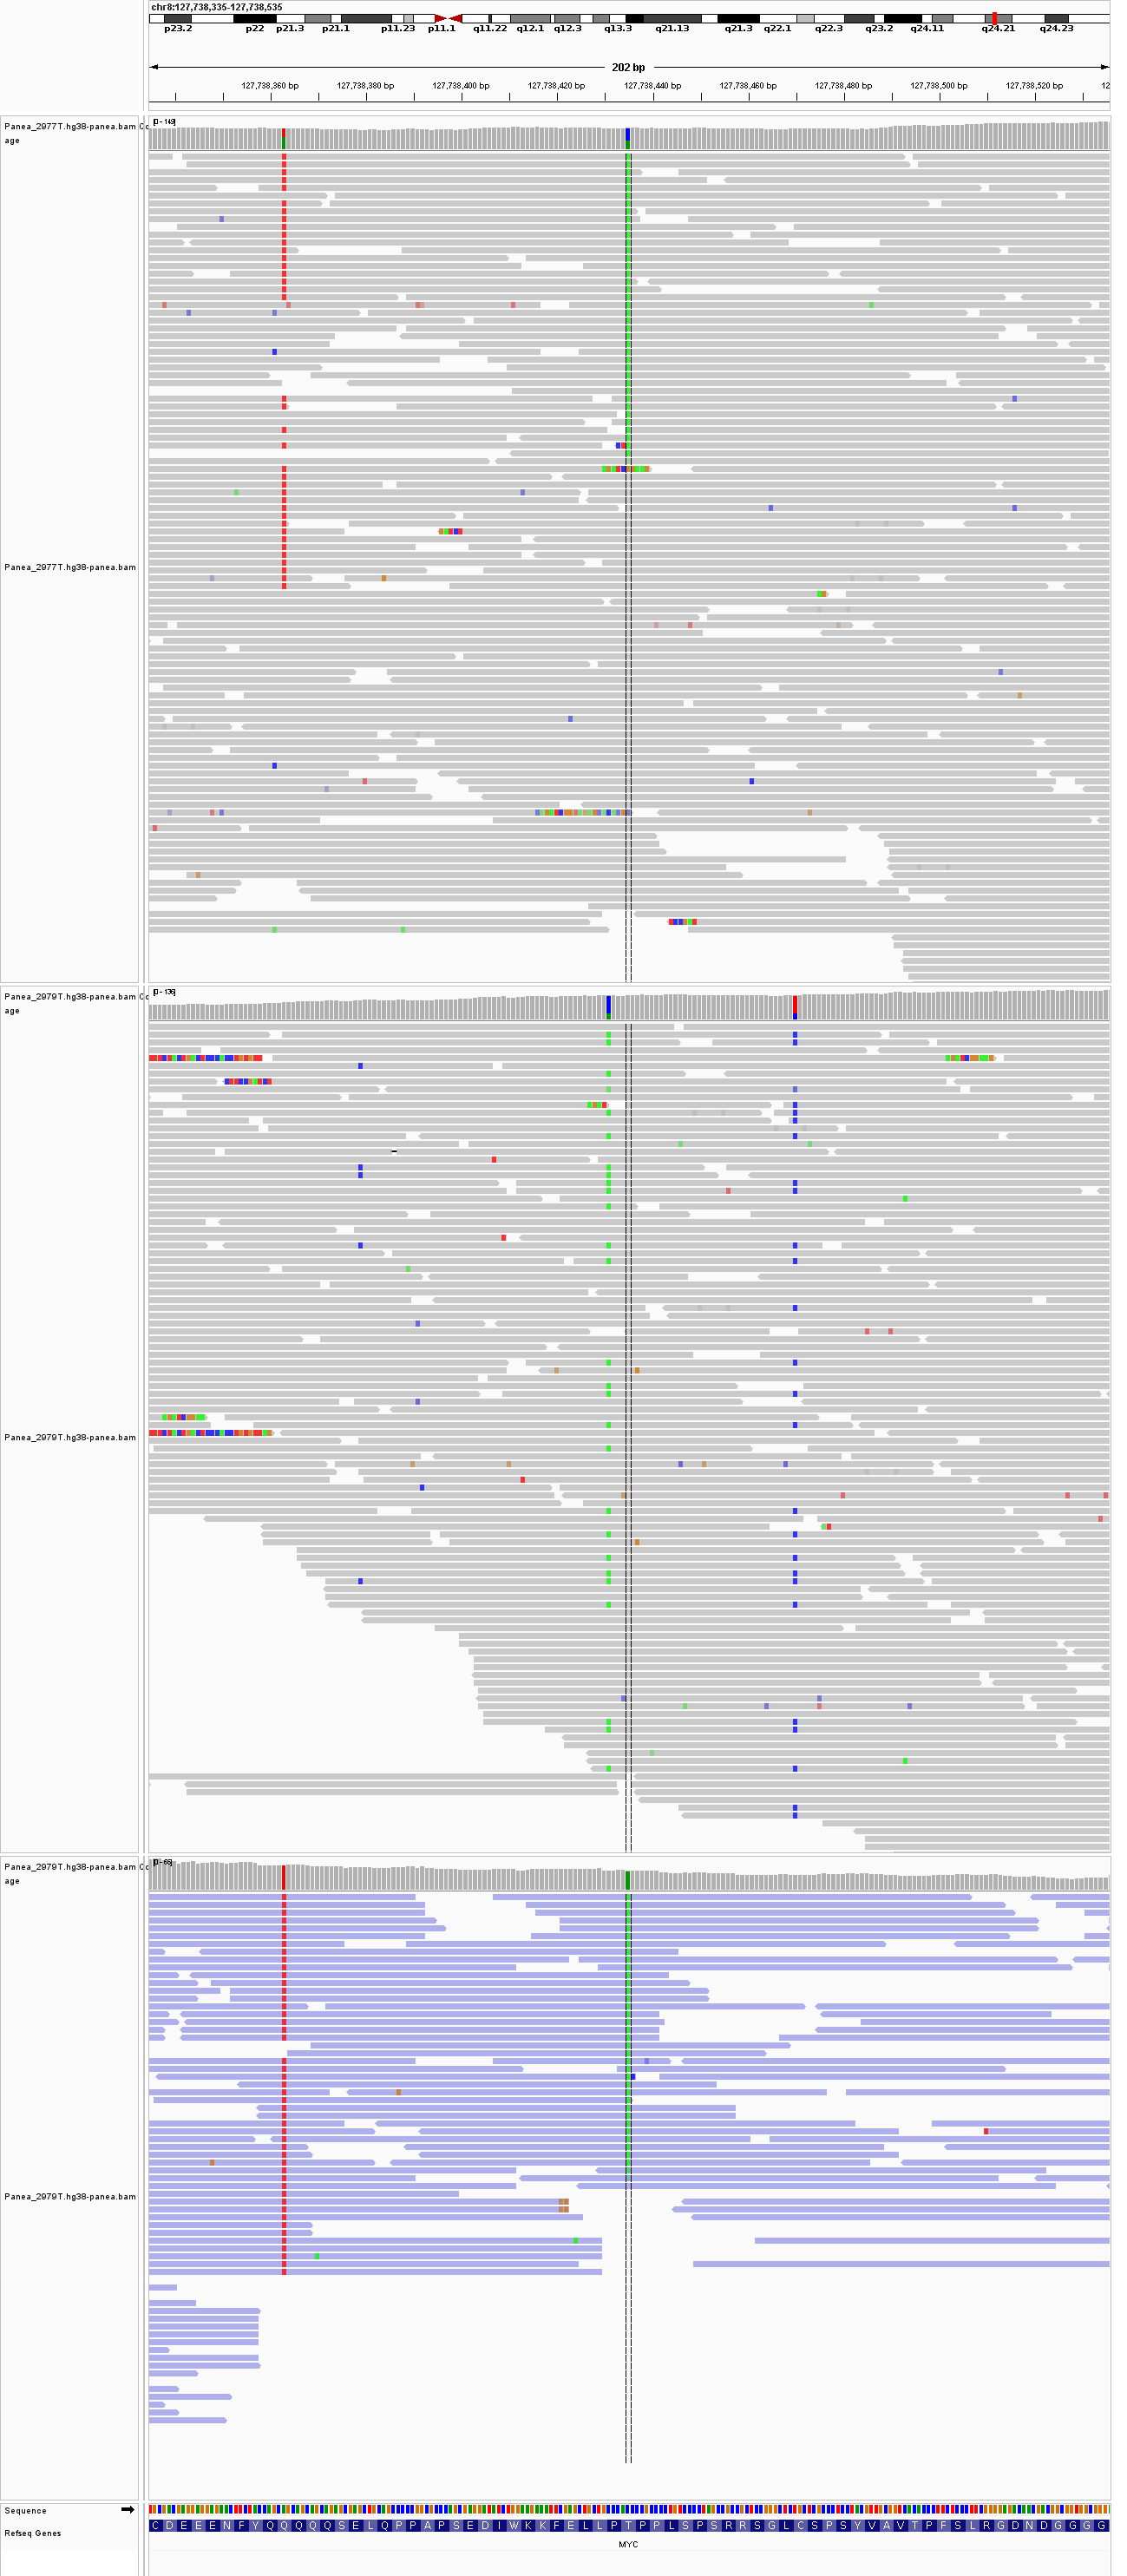 chr8:127,738,335-127,738,535
p23.2 p22 p21.3 p21.1 p11.23 p11.1 q11.22 q12.1 q12.3 q13.3 q21.13 q21.3 q22.1 q22.3 q23.2 q24.11 q24.21 q24.23
202 bp
127,738,360 bp 127,738,380 bp 127,738,400 bp 127,738,420 bp 127,738,440 bp 127,738,460 bp 127,738,480 bp 127,738,500 bp 127,738,520 bp 12
Panea_2977T.hg38-panea.bam Co
age
[0 - 149]
Panea_2977T.hg38-panea.bam
Panea_2979T.hg38-panea.bam Co
age
[0 - 136]
Panea_2979T.hg38-panea.bam
Panea_2979T.hg38-panea.bam Co
age
Panea_2979T.hg38-panea.bam
Sequence
Refseq Genes
C D E E E N F Y Q Q Q Q Q S E L Q P P A P S E D I W K K F E L L P T P P L S P S R R S G L C S P S Y V A V T P F S L R G D N D G G G G
MYC